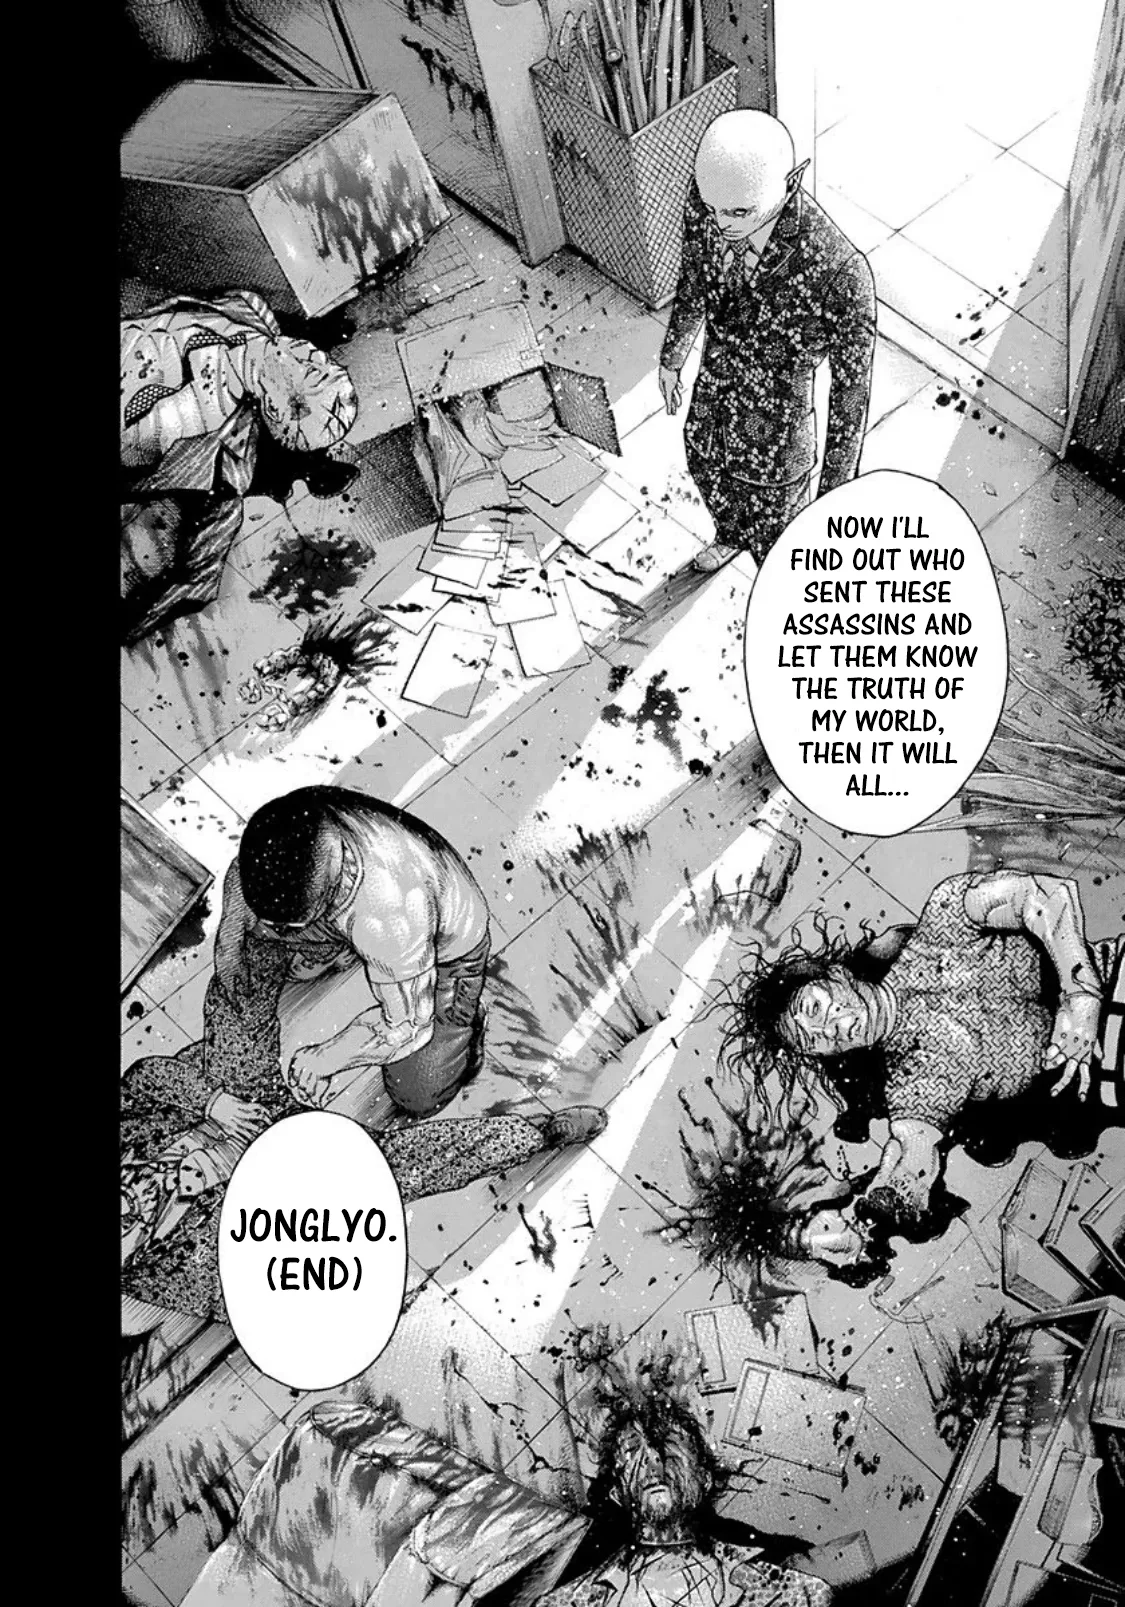 NOW I'LL
FIND OUT WHO
SENT THESE
ASSASSINS AND
LET THEM KNOW
THE TRUTH OF
MY WORLD,
THEN IT WILL
ALL...
JONGLYO.
(END)